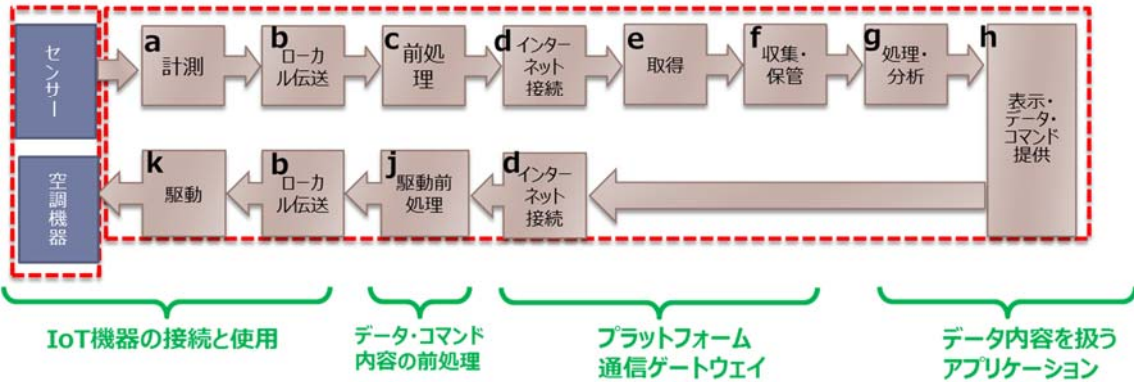 センサー
a
計測
b
ローカ
ル伝送
c
前処
理
d
インター
ネット
接続
e
取得
f
収集・
保管
g
処理・
分析
h
表示・
データ・
コマンド
提供
空調機器
k
駆動
b
ローカ
ル伝送
j
駆動前
処理
d
インター
ネット
接続
IoT機器の接続と使用
データ・コマンド
内容の前処理
プラットフォーム
通信ゲートウェイ
データ内容を扱う
アプリケーション